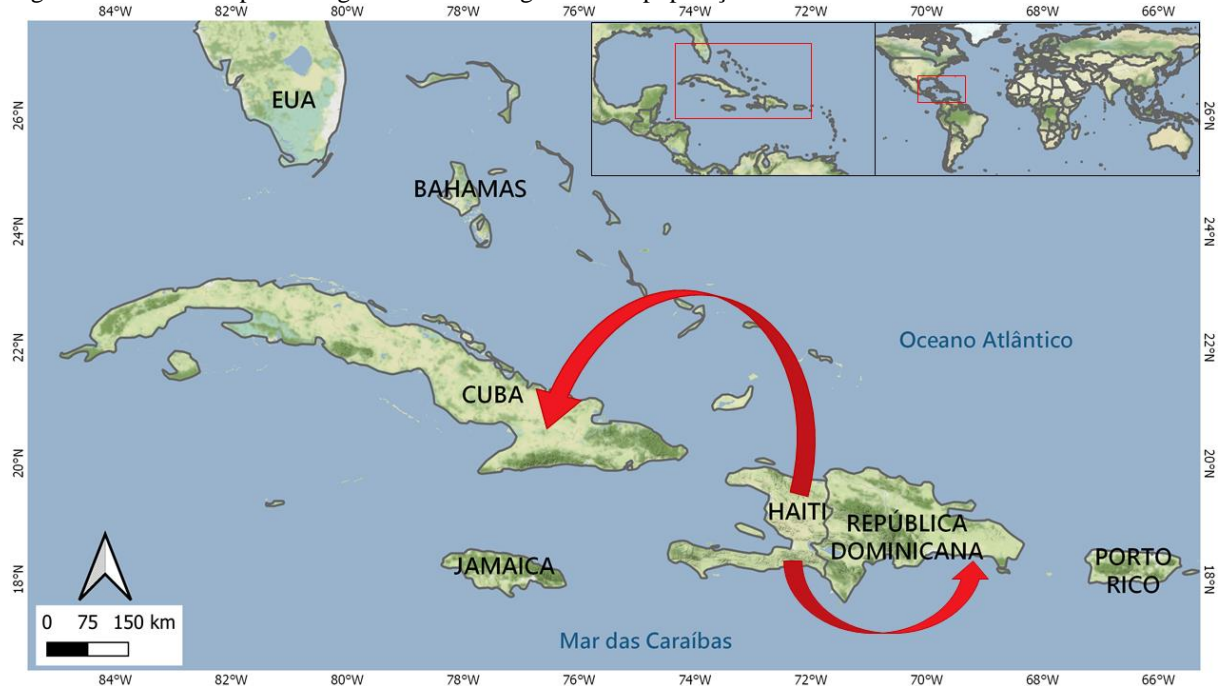 84°W 82°W 80°W 78°W 76°W 74°W 72°W 70°W 68°W 66°W
26°N
24°N
22°N
20°N
18°N
EUA
BAHAMAS
Oceano Atlântico
CUBA
HAITI
REPÚBLICA
DOMINICANA
JAMAICA
PORTO
RICO
Mar das Caraíbas
0 75 150 km
26°N
24°N
22°N
20°N
18°N
84°W 82°W 80°W 78°W 76°W 74°W 72°W 70°W 68°W 66°W